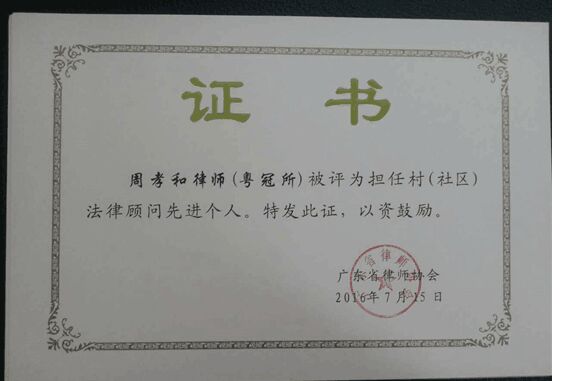 证 书
周孝和律师(粤冠所)被评为担任村(社区)
法律顾问先进个人。特发此证,以资鼓励。
广东省律师协会
2016年7月15日